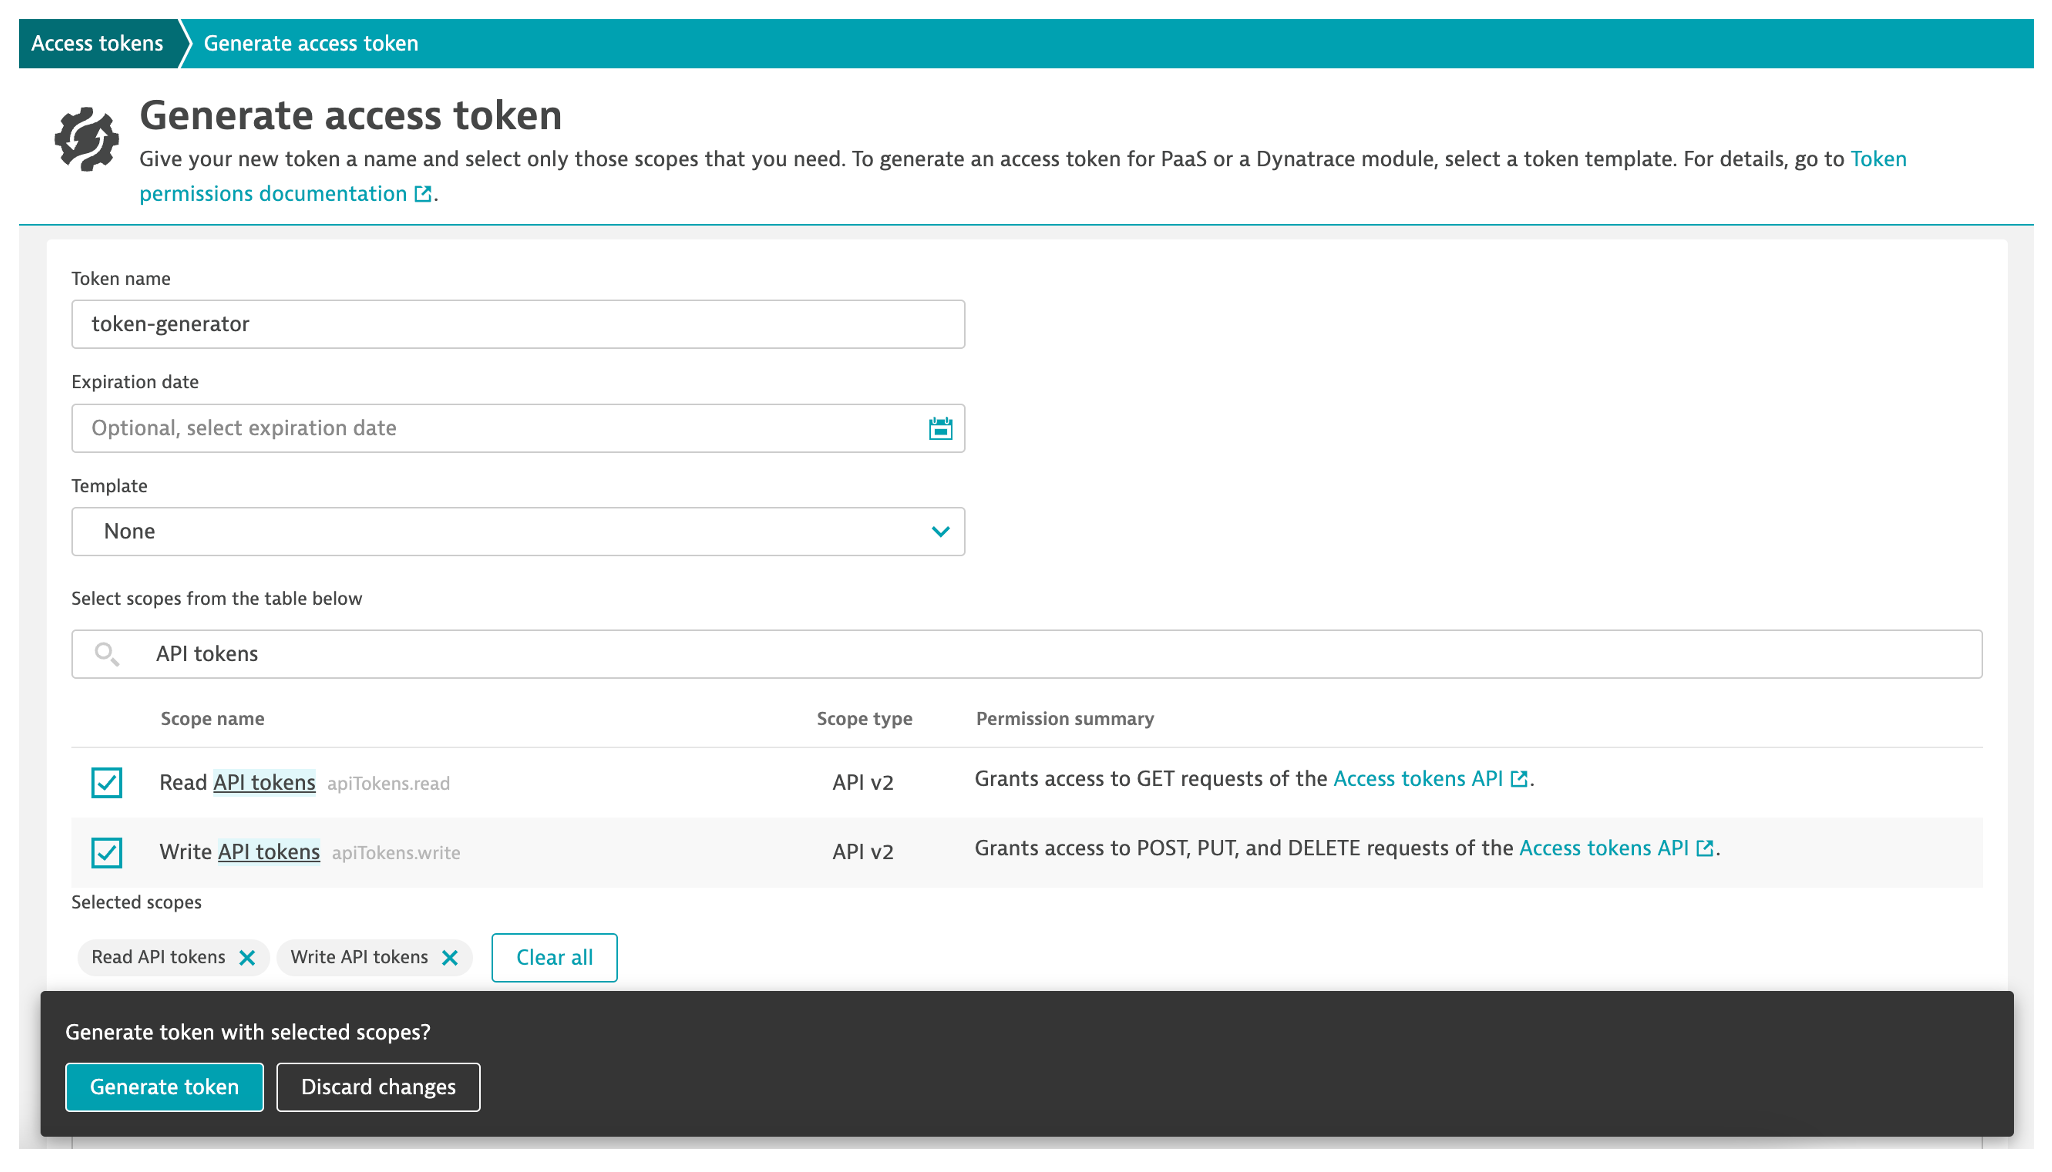 Access tokens
Generate access token
Generate access token
Give your new token a name and select only those scopes that you need. To generate an access token for PaaS or a Dynatrace module, select a token template. For details, go to Token
permissions documentation.
Token name
token-generator
Expiration date
Optional, select expiration date
Template
None
Select scopes from the table below
API tokens
Scope name Scope type Permission summary
Read API tokens apiTokens.read API v2 Grants access to GET requests of the Access tokens API.
Write API tokens apiTokens.write API v2 Grants access to POST, PUT, and DELETE requests of the Access tokens API.
Selected scopes
Read API tokens Write API tokens Clear all
Generate token with selected scopes?
Generate token Discard changes